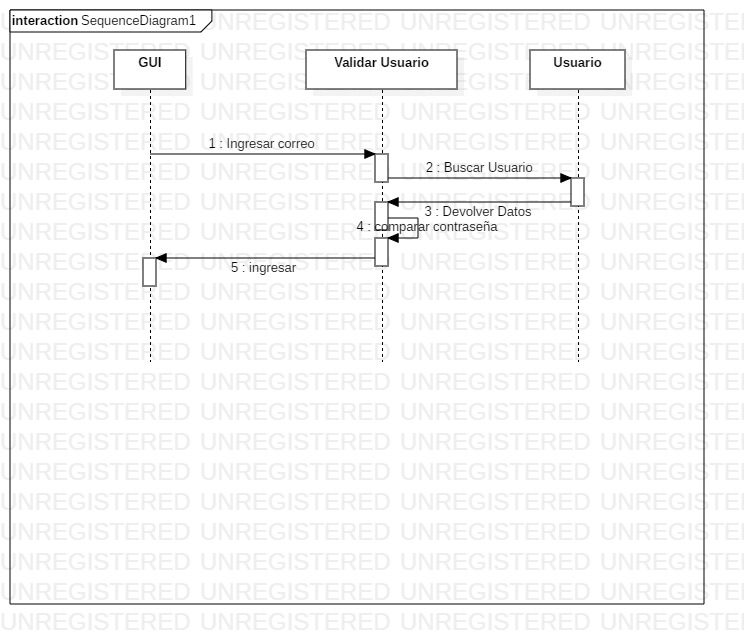 interaction SequenceDiagram1
GUI
Validar Usuario
Usuario
1 : Ingresar correo
2 : Buscar Usuario
3 : Devolver Datos
4 : comparar contraseña
5 : ingresar
UNREGISTERED UNREGISTERED UNREGISTERED UNREGISTERED